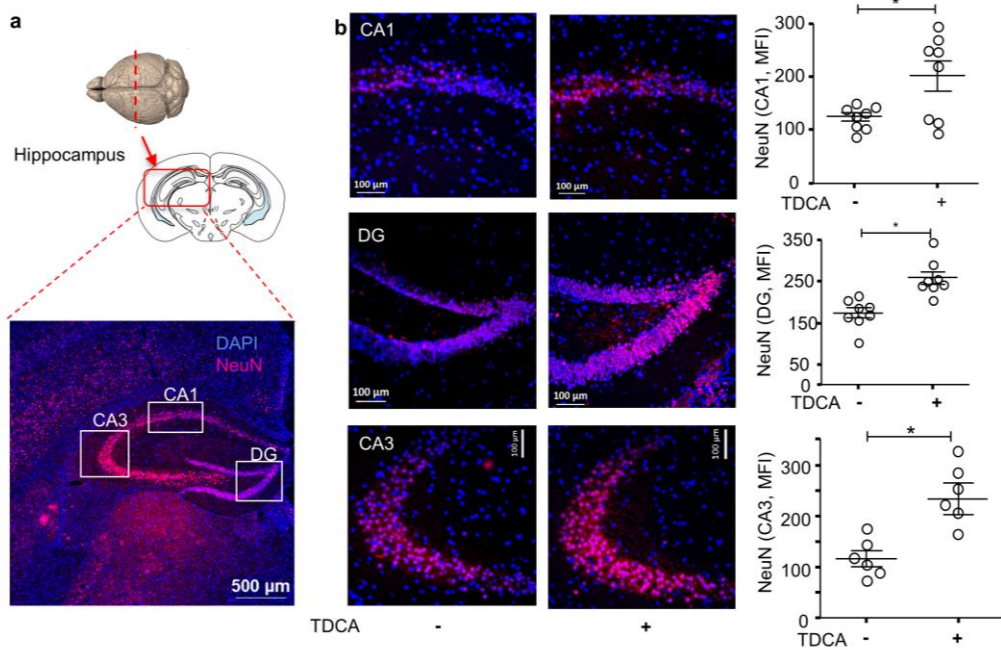 a
Hippocampus
DAPI
NeuN
CA1
CA3
DG
500 µm
b
CA1
100 µm
100 µm
DG
100 µm
100 µm
CA3
100 µm
100 µm
TDCA - +
*
NeuN (CA1, MFI)
300
200
100
0
TDCA - +
*
NeuN (DG, MFI)
350
250
150
50
0
TDCA - +
*
NeuN (CA3, MFI)
300
200
100
0
TDCA - +